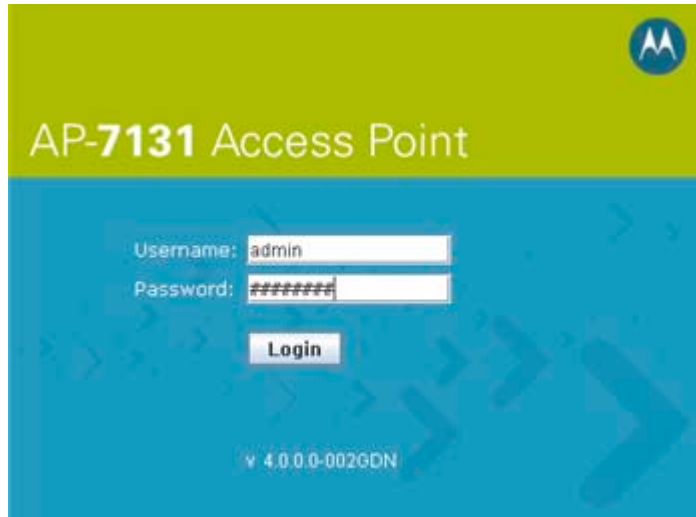 AP-7131 Access Point
Username: admin
Password: ########
Login
v 4.0.0.0-002GDN